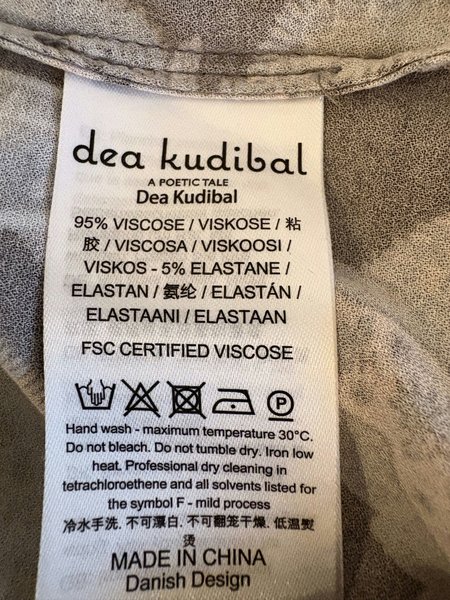 dea kudibal
A POETIC TALE
Dea Kudibal
95% VISCOSE / VISKOSE / 粘
胶 / VISCOSA / VISKOOSI /
VISKOS - 5% ELASTANE /
ELASTAN / 氨纶 / ELASTÁN /
ELASTAANI / ELASTAAN
FSC CERTIFIED VISCOSE
P
Hand wash - maximum temperature 30°C.
Do not bleach. Do not tumble dry. Iron low
heat. Professional dry cleaning in
tetrachloroethene and all solvents listed for
the symbol F - mild process
冷水手洗. 不可漂白. 不可翻笼干燥. 低温熨
烫
MADE IN CHINA
Danish Design